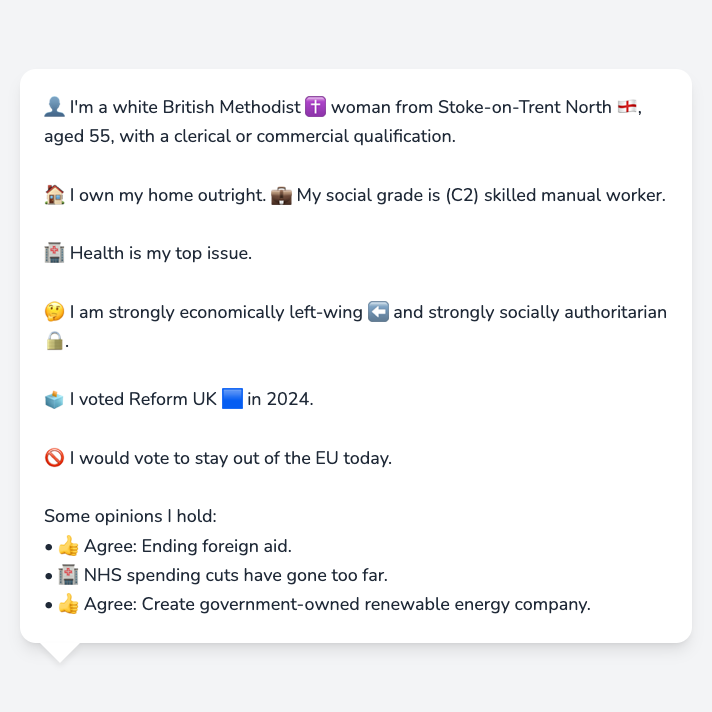 👤 I'm a white British Methodist ✝️ woman from Stoke-on-Trent North 🏴󠁧󠁢󠁥󠁮󠁧󠁿,
aged 55, with a clerical or commercial qualification.
🏠 I own my home outright. 💼 My social grade is (C2) skilled manual worker.
🏥 Health is my top issue.
🤔 I am strongly economically left-wing ⬅️ and strongly socially authoritarian
🔒.
🗳️ I voted Reform UK 🟦 in 2024.
🚫 I would vote to stay out of the EU today.
Some opinions I hold:
• 👍 Agree: Ending foreign aid.
• 🏥 NHS spending cuts have gone too far.
• 👍 Agree: Create government-owned renewable energy company.